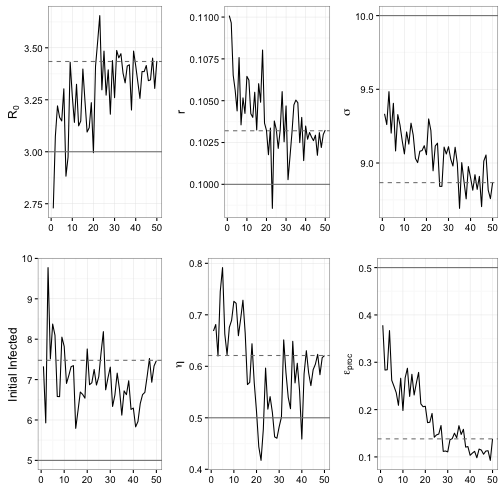 R0
3.50
3.25
3.00
2.75
0 10 20 30 40 50
r
0.1100
0.1075
0.1050
0.1025
0.1000
0 10 20 30 40 50
σ
10.0
9.5
9.0
0 10 20 30 40 50
Initial Infected
10
9
8
7
6
5
0 10 20 30 40 50
η
0.8
0.7
0.6
0.5
0.4
0 10 20 30 40 50
εproc
0.5
0.4
0.3
0.2
0.1
0 10 20 30 40 50